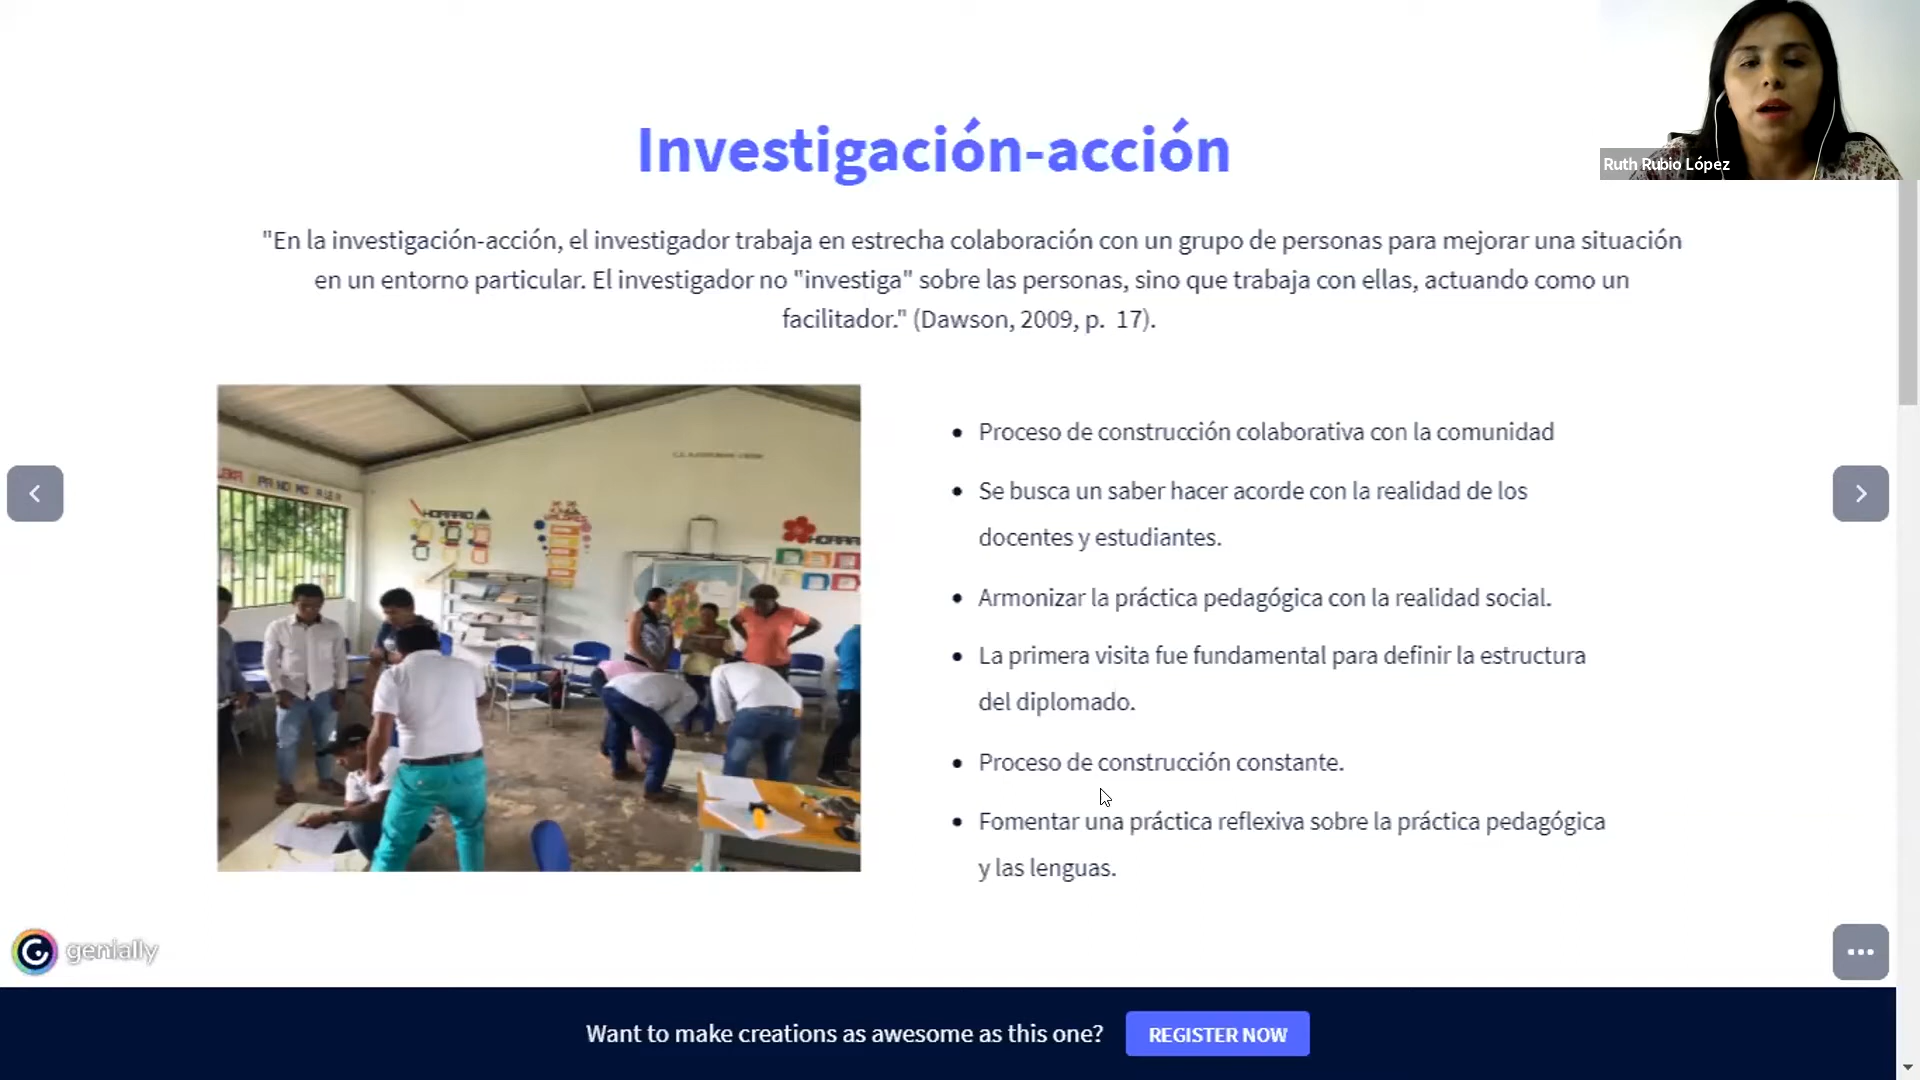 Investigación-acción
Ruth Rubio López
"En la investigación-acción, el investigador trabaja en estrecha colaboración con un grupo de personas para mejorar una situación
en un entorno particular. El investigador no "investiga" sobre las personas, sino que trabaja con ellas, actuando como un
facilitador." (Dawson, 2009, p. 17).
HORARIO
VALORES
• Proceso de construcción colaborativa con la comunidad
• Se busca un saber hacer acorde con la realidad de los
docentes y estudiantes.
• Armonizar la práctica pedagógica con la realidad social.
• La primera visita fue fundamental para definir la estructura
del diplomado.
• Proceso de construcción constante.
• Fomentar una práctica reflexiva sobre la práctica pedagógica
y las lenguas.
genially
Want to make creations as awesome as this one? REGISTER NOW